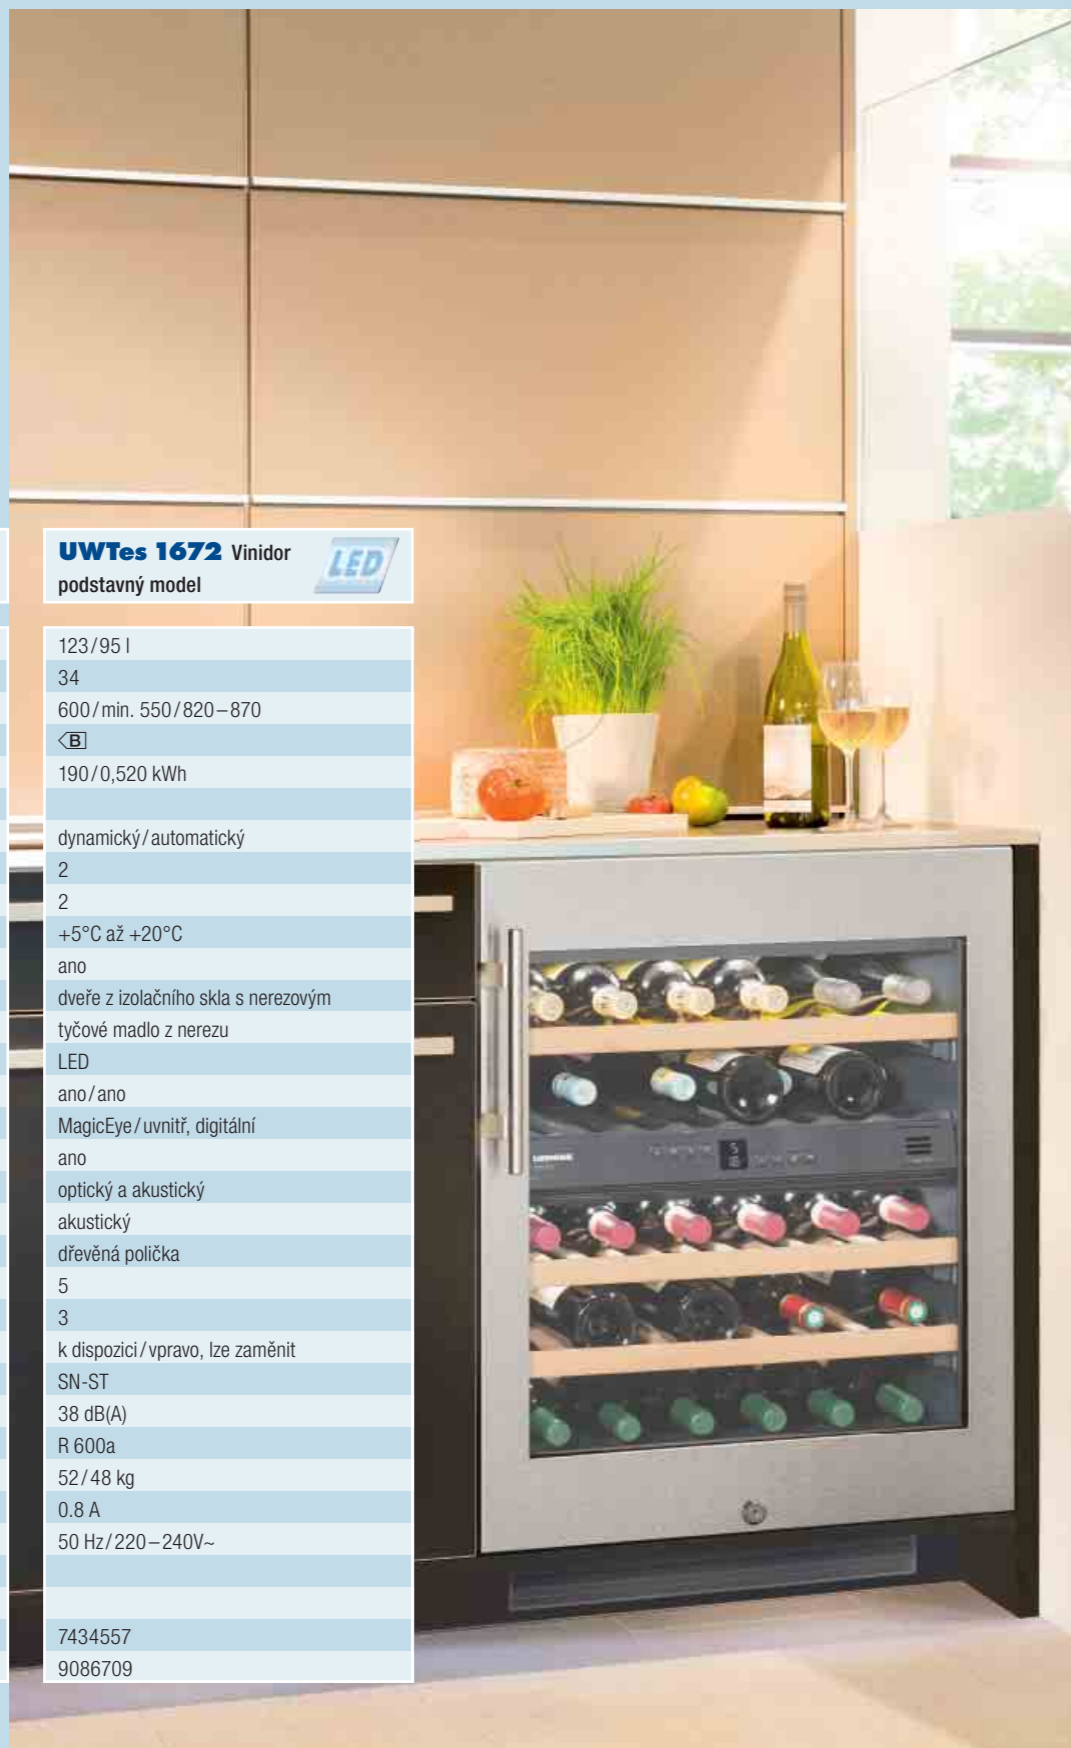 UWTes 1672 Vinidor
podstavný model
LED
123/95 l
34
600/min. 550/820–870
B
190/0,520 kWh
dynamický/automatický
2
2
+5°C až +20°C
ano
dveře z izolačního skla s nerezovým
tyčové madlo z nerezu
LED
ano/ano
MagicEye/uvnitř, digitální
ano
optický a akustický
akustický
dřevěná polička
5
3
k dispozici/vpravo, lze zaměnit
SN-ST
38 dB(A)
R 600a
52/48 kg
0.8 A
50 Hz/220–240V~
7434557
9086709
LIEBHERR